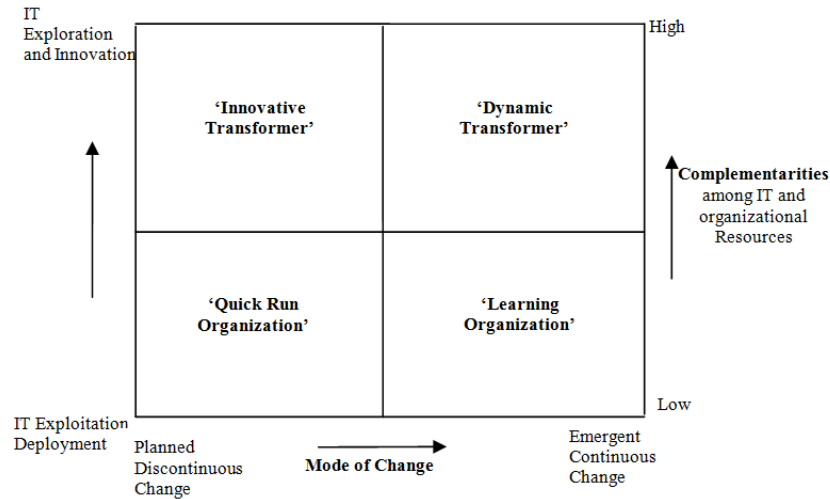 IT
Exploration
and Innovation
High
‘Innovative
Transformer’
‘Dynamic
Transformer’
Complementarities
among IT and
organizational
Resources
‘Quick Run
Organization’
‘Learning
Organization’
IT Exploitation
Deployment
Low
Planned
Discontinuous
Change
Mode of Change
Emergent
Continuous
Change